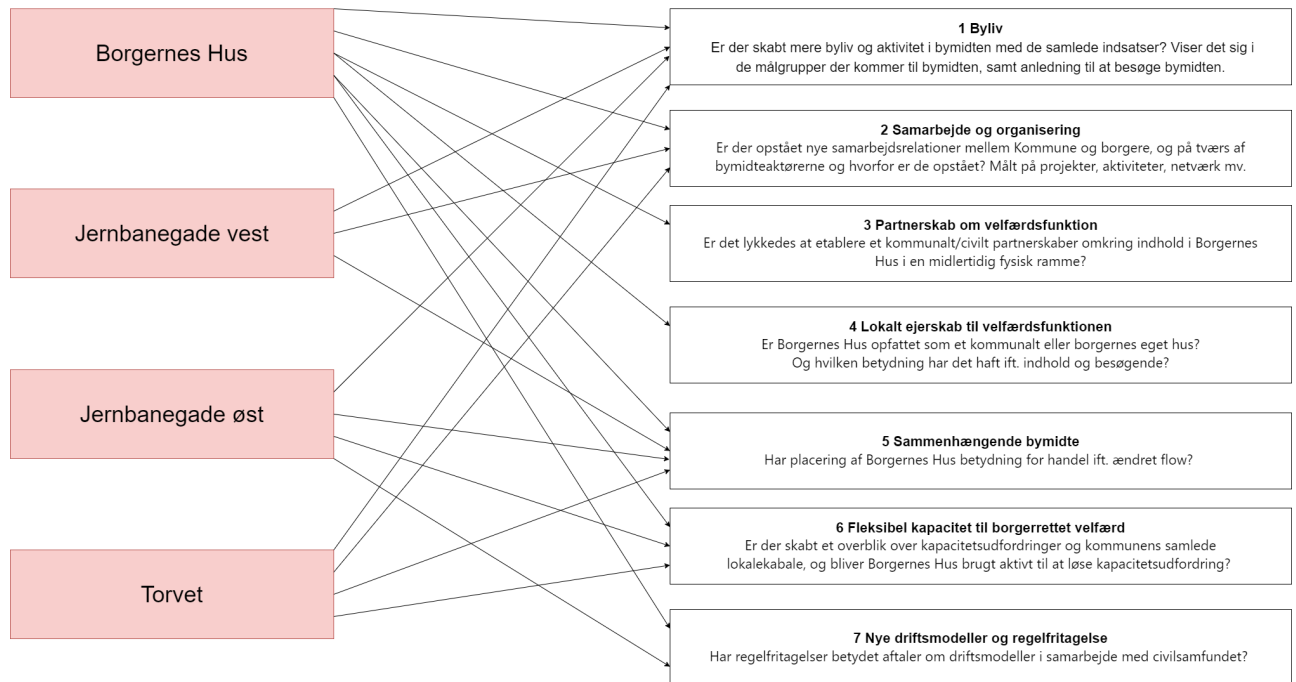 Borgernes Hus
Jernbanegade vest
Jernbanegade øst
Torvet
1 Byliv
Er der skabt mere byliv og aktivitet i bymidten med de samlede indsatser? Viser det sig i
de målgrupper der kommer til bymidten, samt anledning til at besøge bymidten.
2 Samarbejde og organisering
Er der opstået nye samarbejdsrelationer mellem Kommune og borgere, og på tværs af
bymidteaktørerne og hvorfor er de opstået? Målt på projekter, aktiviteter, netværk mv.
3 Partnerskab om velfærdsfunktion
Er det lykkedes at etablere et kommunalt/civilt partnerskaber omkring indhold i Borgernes
Hus i en midlertidig fysisk ramme?
4 Lokalt ejerskab til velfærdsfunktionen
Er Borgernes Hus opfattet som et kommunalt eller borgernes eget hus?
Og hvilken betydning har det haft ift. indhold og besøgende?
5 Sammenhængende bymidte
Har placering af Borgernes Hus betydning for handel ift. ændret flow?
6 Fleksibel kapacitet til borgerrettet velfærd
Er der skabt et overblik over kapacitetsudfordringer og kommunens samlede
lokalekabale, og bliver Borgernes Hus brugt aktivt til at løse kapacitetsudfordring?
7 Nye driftsmodeller og regelfritagelse
Har regelfritagelser betydet aftaler om driftsmodeller i samarbejde med civilsamfundet?